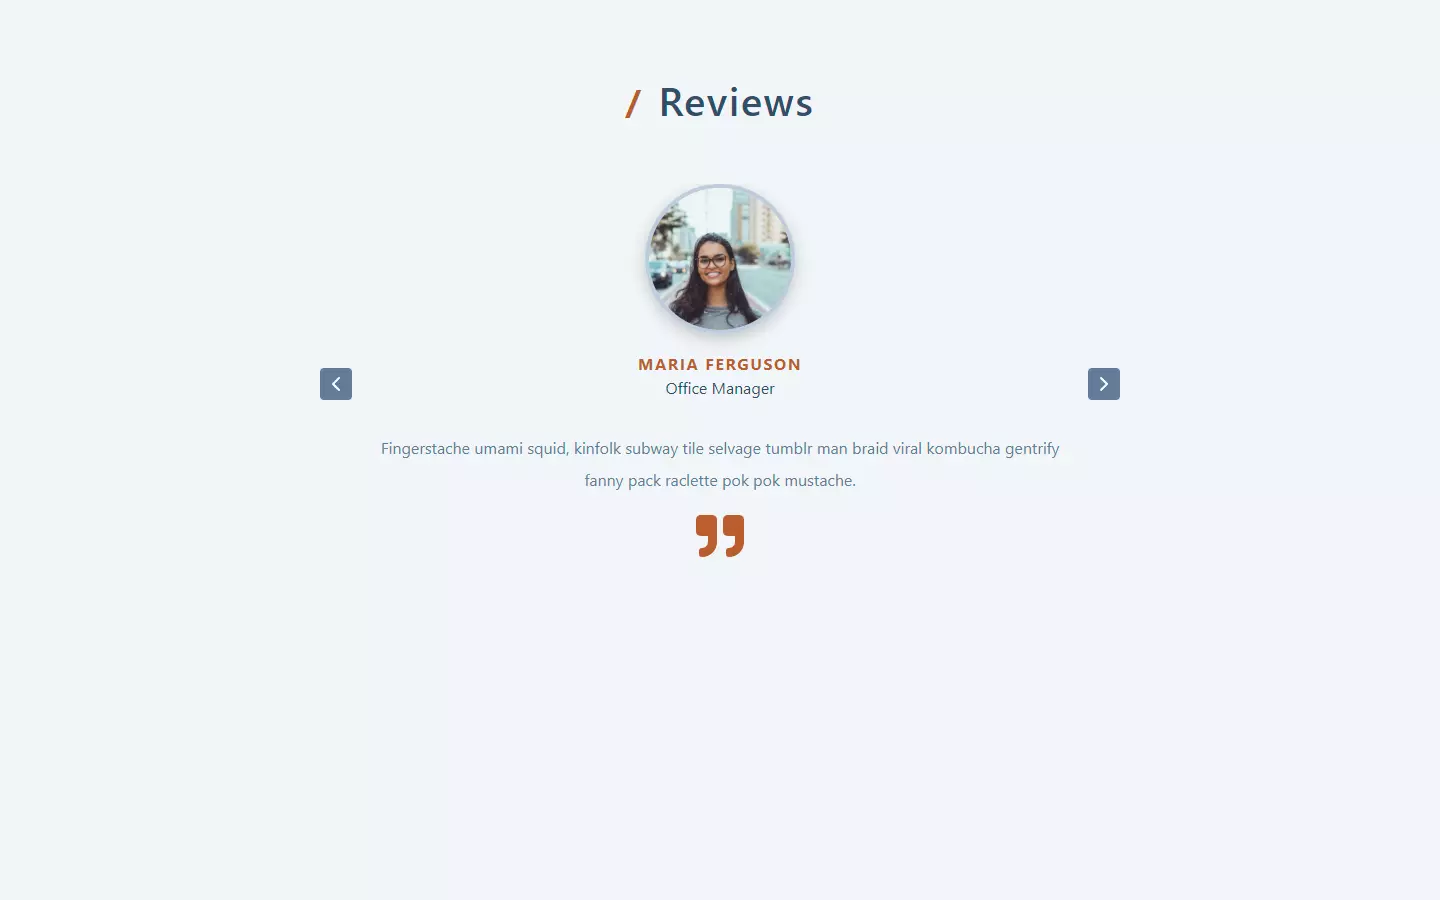 / Reviews
MARIA FERGUSON
Office Manager
Fingerstache umami squid, kinfolk subway tile selvage tumblr man braid viral kombucha gentrify
fanny pack raclette pok pok mustache.